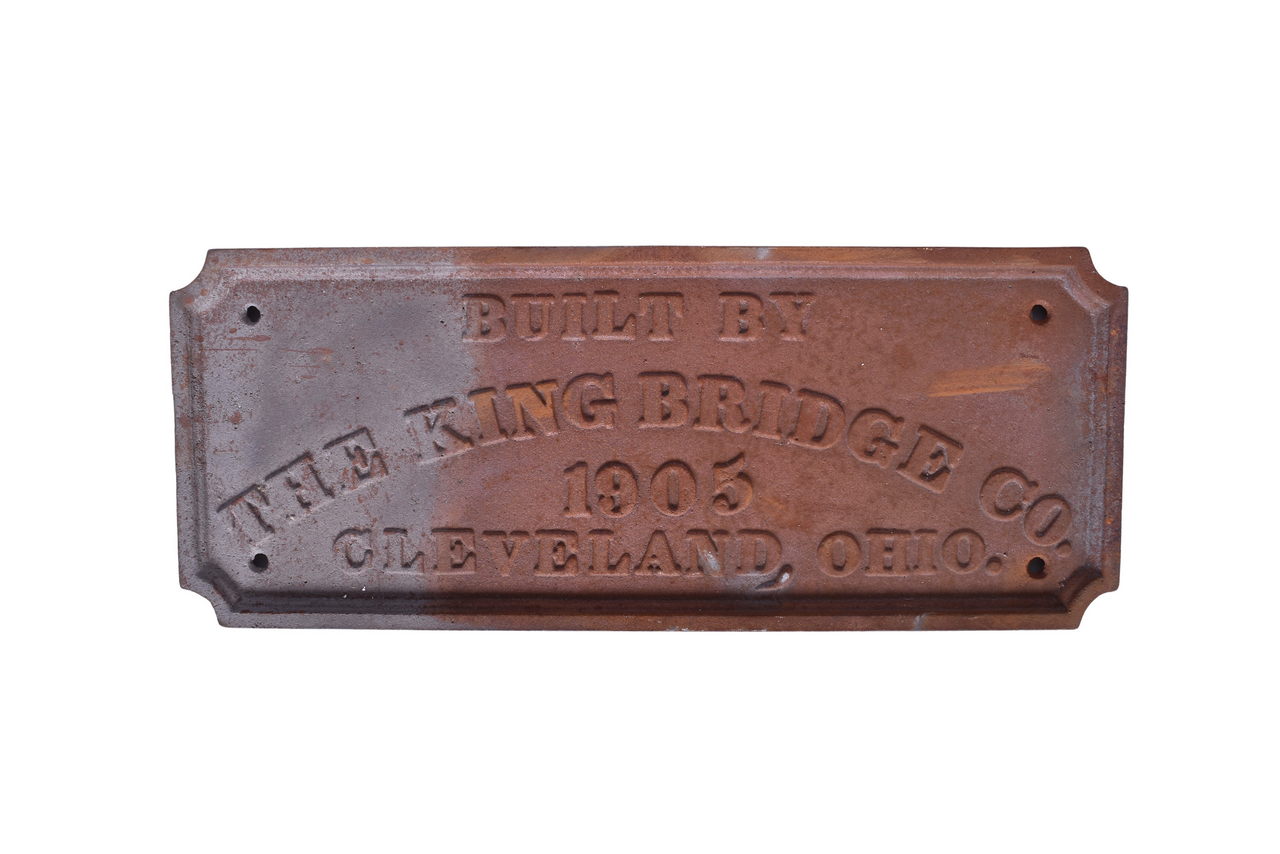 BUILT BY
THE KING BRIDGE CO.
1905
CLEVELAND, OHIO.